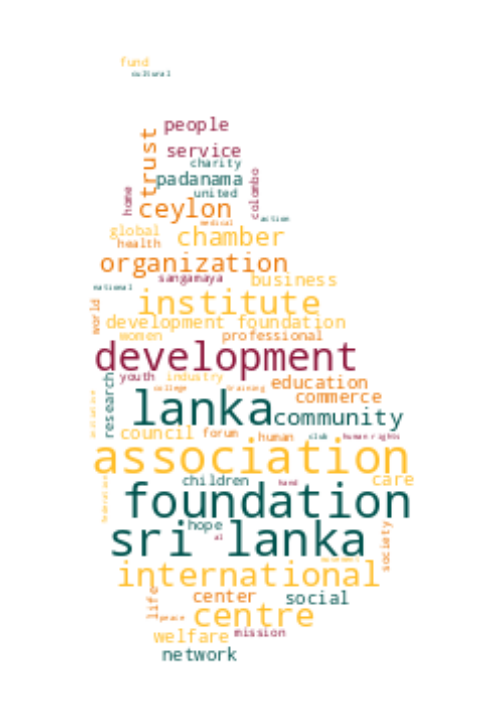 fund
cultural
people
trust
service
charity
padanama
home
united
colombo
ceylon
action
medical
global
chamber
health
organization
sangamaya
business
national
institute
world
development foundation
women
professional
development
youth
industry
education
research
college
training
commerce
lanka
community
council
forum
human
club
human rights
association
care
children
hand
foundation
hope
sri lanka
al
society
international
center
social
life
peace
centre
welfare
mission
network